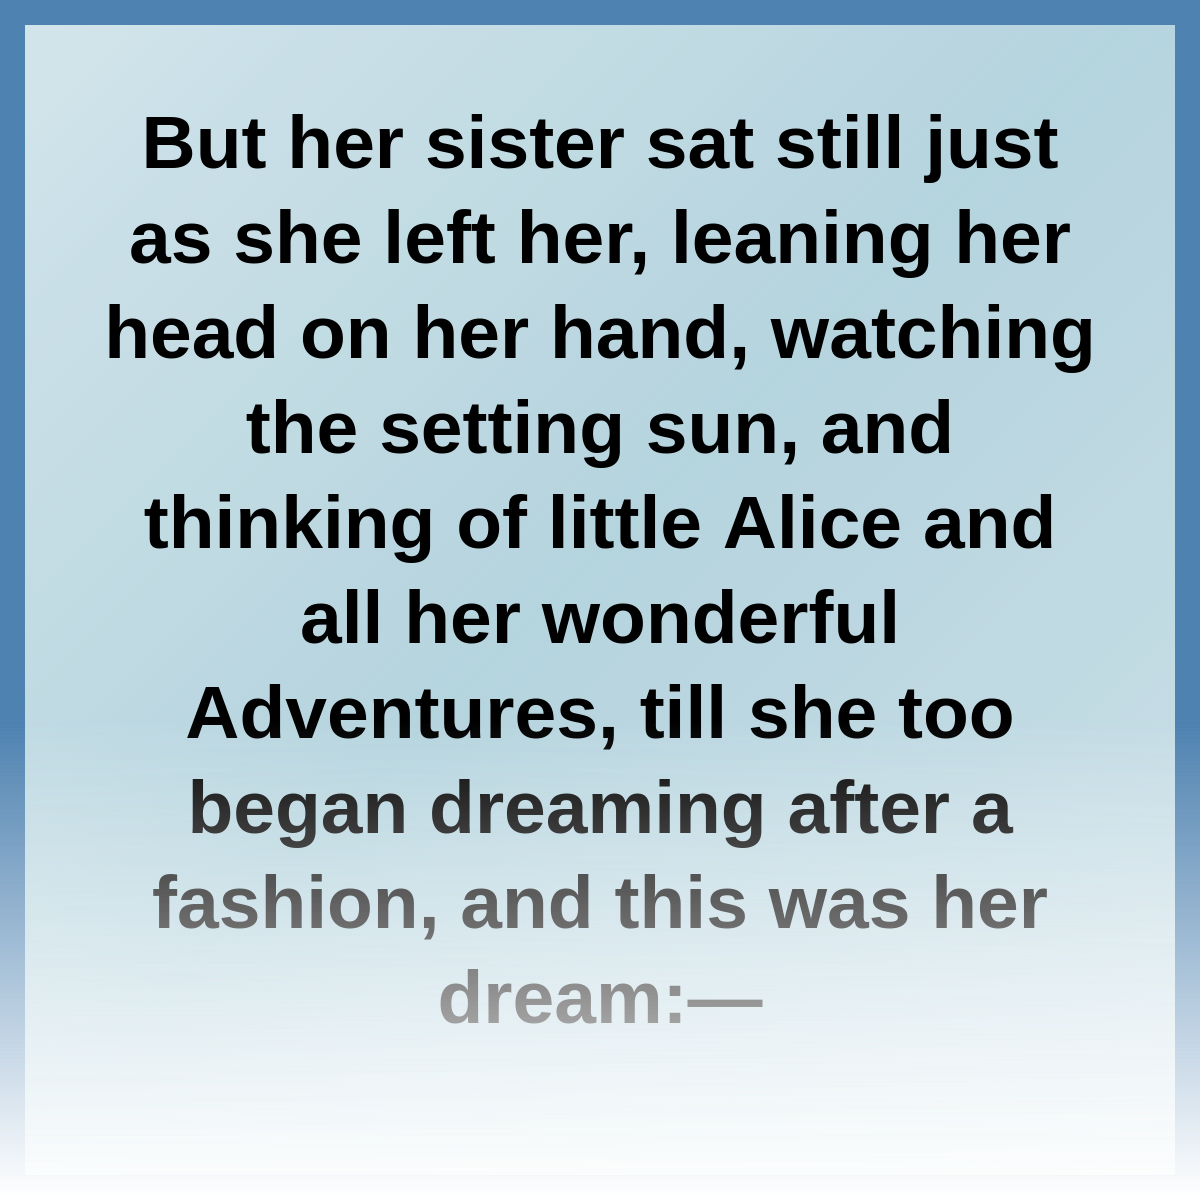 But her sister sat still just
as she left her, leaning her
head on her hand, watching
the setting sun, and
thinking of little Alice and
all her wonderful
Adventures, till she too
began dreaming after a
fashion, and this was her
dream:—